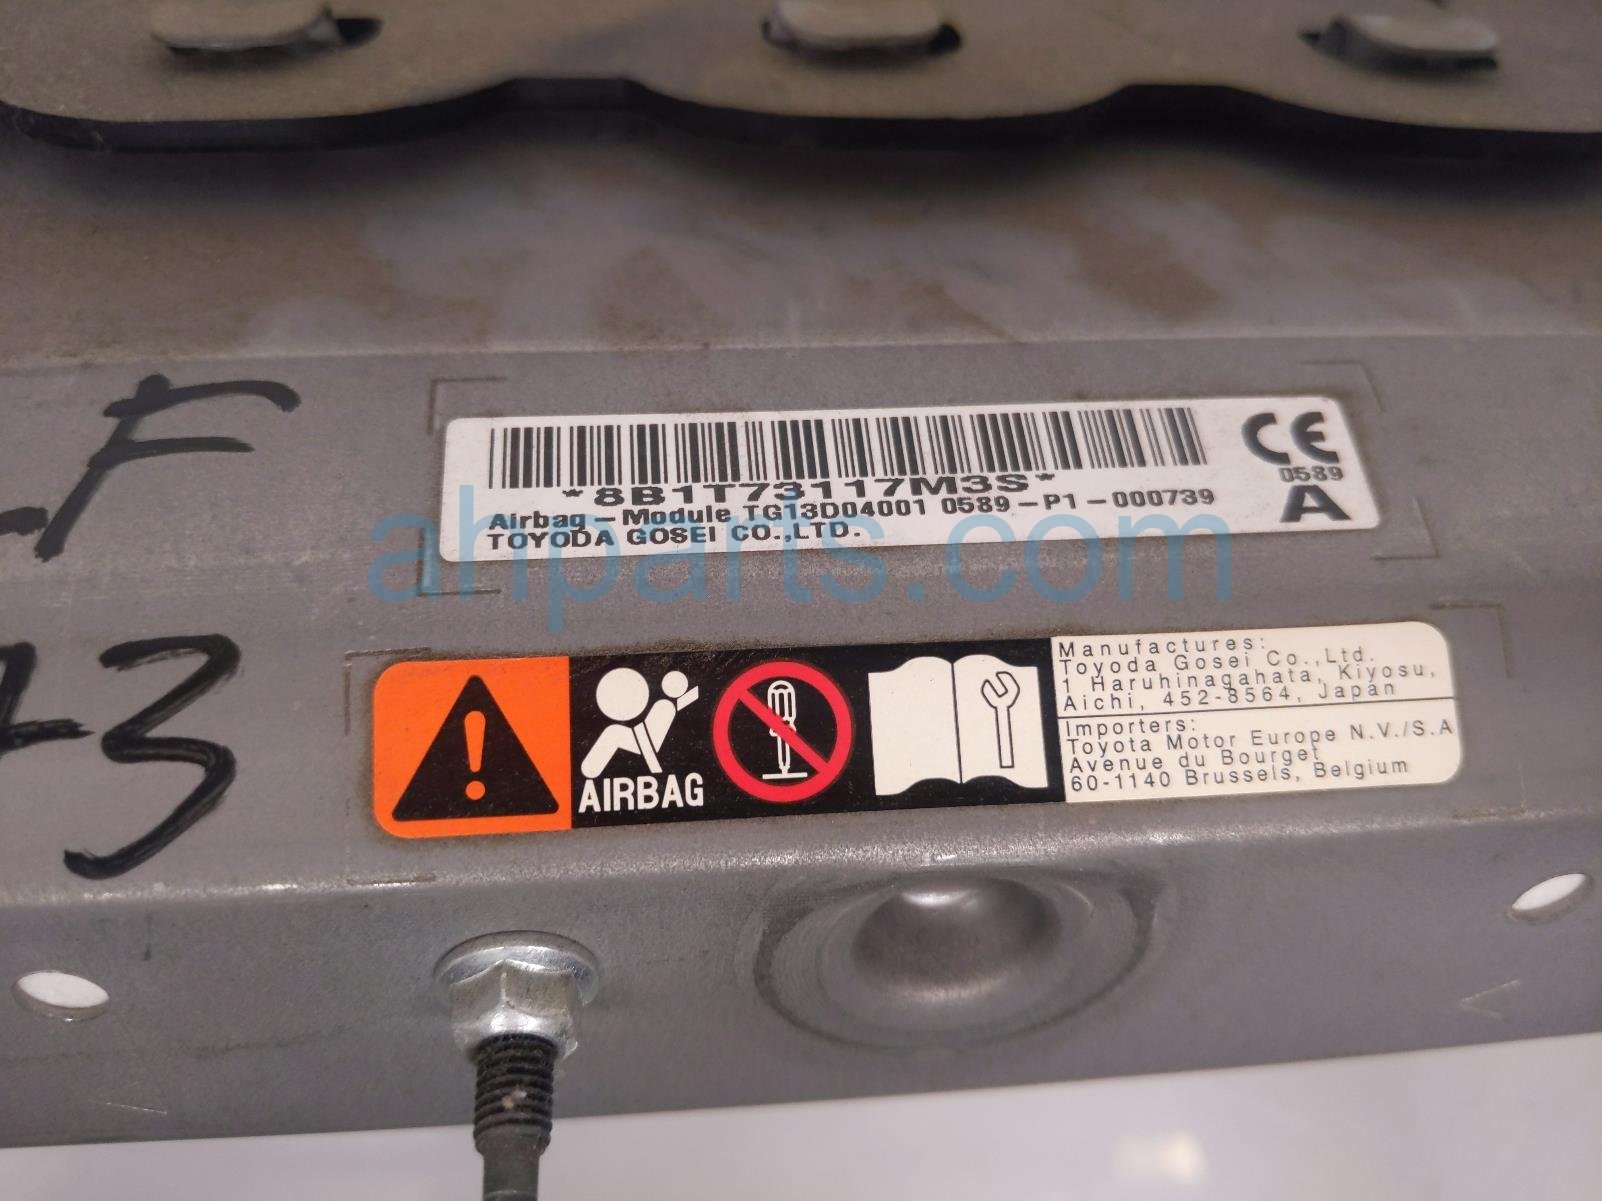 F
73
*8B1T73117M3S*
Airbag-Module TG13D04001 0589-P1-000739
TOYODA GOSEI CO.,LTD.
CE
0589
A
ahparts.com
AIRBAG
Manufactures:
Toyoda Gosei Co.,Ltd.
1 Haruhinagahata, Kiyosu,
Aichi, 452-8564, Japan
Importers:
Toyota Motor Europe N.V./S.A
Avenue du Bourget
60-1140 Brussels, Belgium